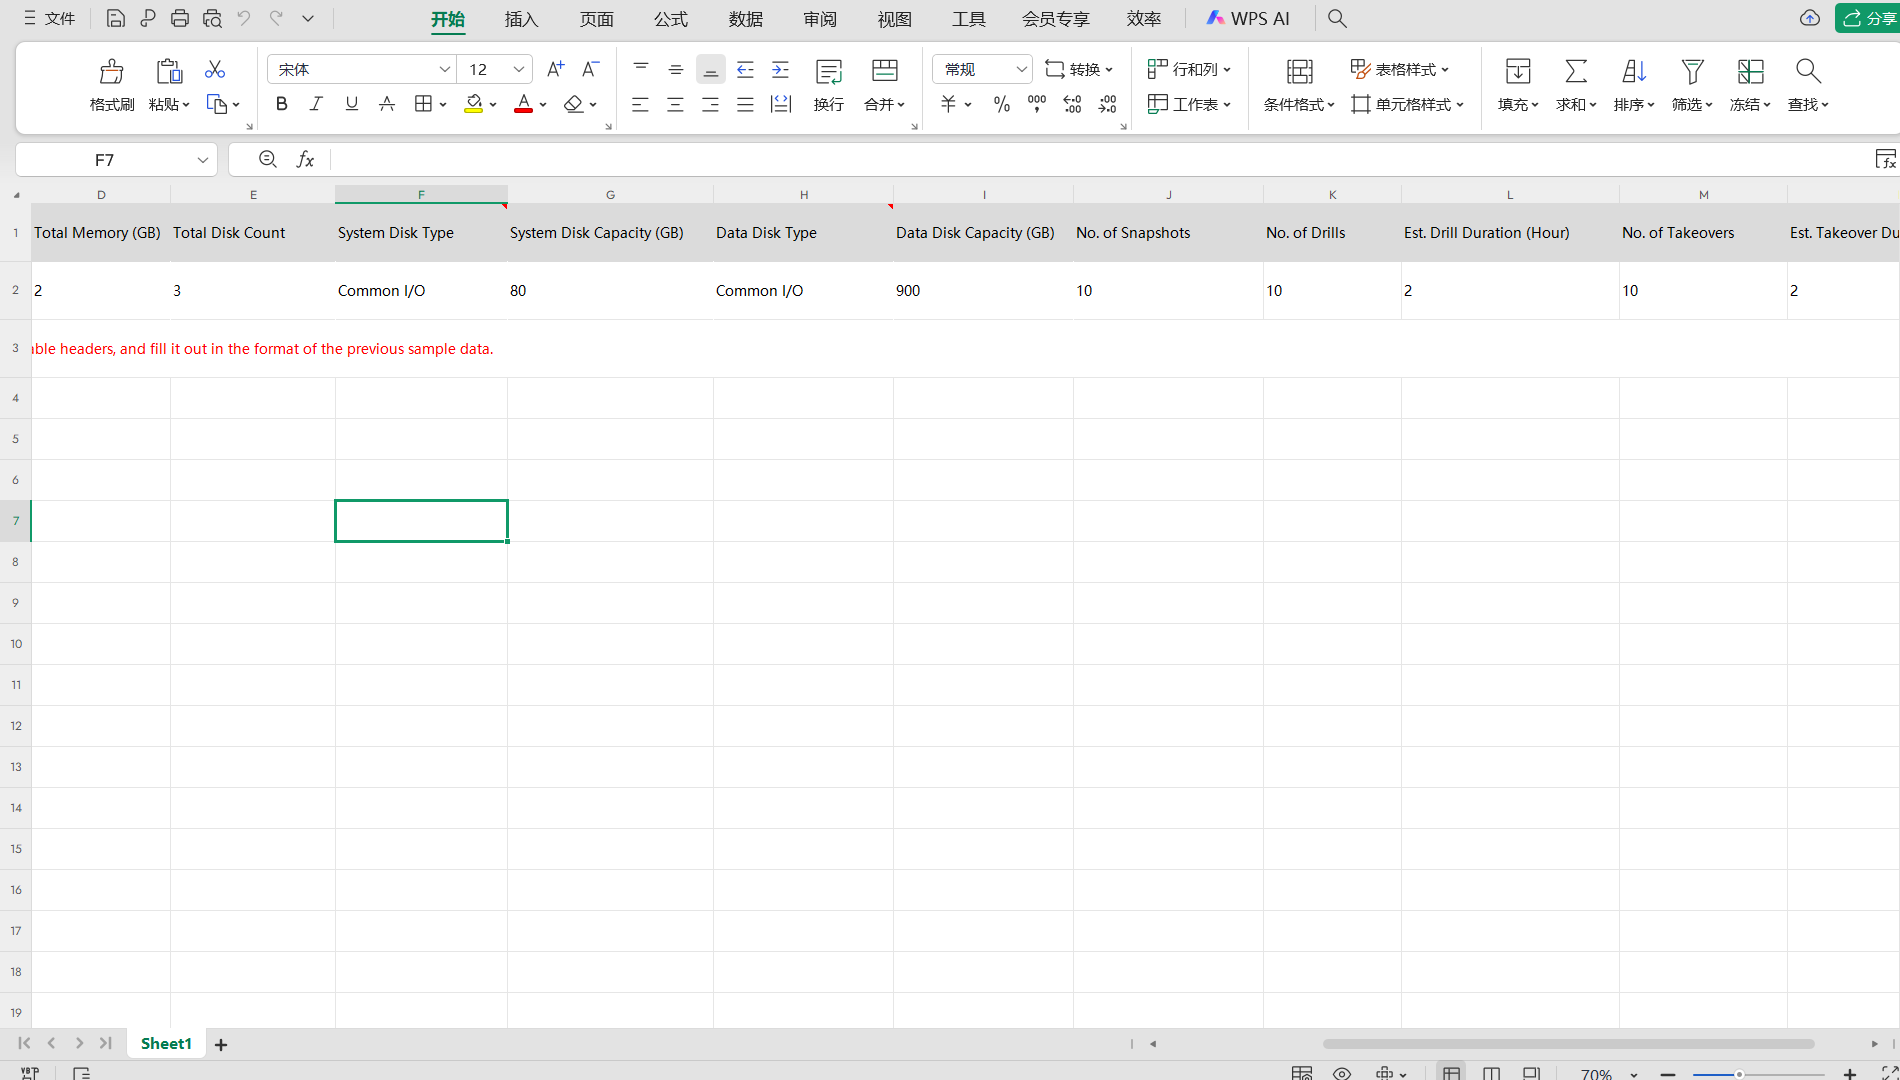 文件 开始 插入 页面 公式 数据 审阅 视图 工具 会员专享 效率 WPS AI 分享
宋体 12 A+ A- 常规 转换 行和列 表格样式
格式刷 粘贴 B I U A A 换行 合并 ¥ % 000 工作表 条件格式 单元格样式 填充 求和 排序 筛选 冻结 查找
F7 fx
D E F G H I J K L M
1 Total Memory (GB) Total Disk Count System Disk Type System Disk Capacity (GB) Data Disk Type Data Disk Capacity (GB) No. of Snapshots No. of Drills Est. Drill Duration (Hour) No. of Takeovers Est. Takeover Du
2 2 3 Common I/O 80 Common I/O 900 10 10 2 10 2
3 able headers, and fill it out in the format of the previous sample data.
4
5
6
7
8
9
10
11
12
13
14
15
16
17
18
19
Sheet1 +
70%